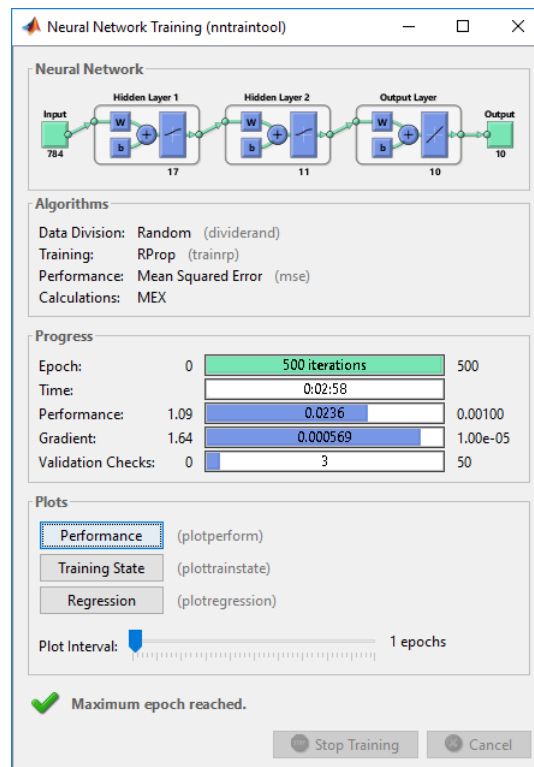 Neural Network Training (nntraintool)
Neural Network
Hidden Layer 1 Hidden Layer 2 Output Layer
Input Output
W W W
b b b
784 10
17 11 10
Algorithms
Data Division: Random (dividerand)
Training: RProp (trainrp)
Performance: Mean Squared Error (mse)
Calculations: MEX
Progress
Epoch: 0 500 iterations 500
Time: 0:02:58
Performance: 1.09 0.0236 0.00100
Gradient: 1.64 0.000569 1.00e-05
Validation Checks: 0 3 50
Plots
Performance (plotperform)
Training State (plottrainstate)
Regression (plotregression)
Plot Interval: 1 epochs
Maximum epoch reached.
Stop Training Cancel